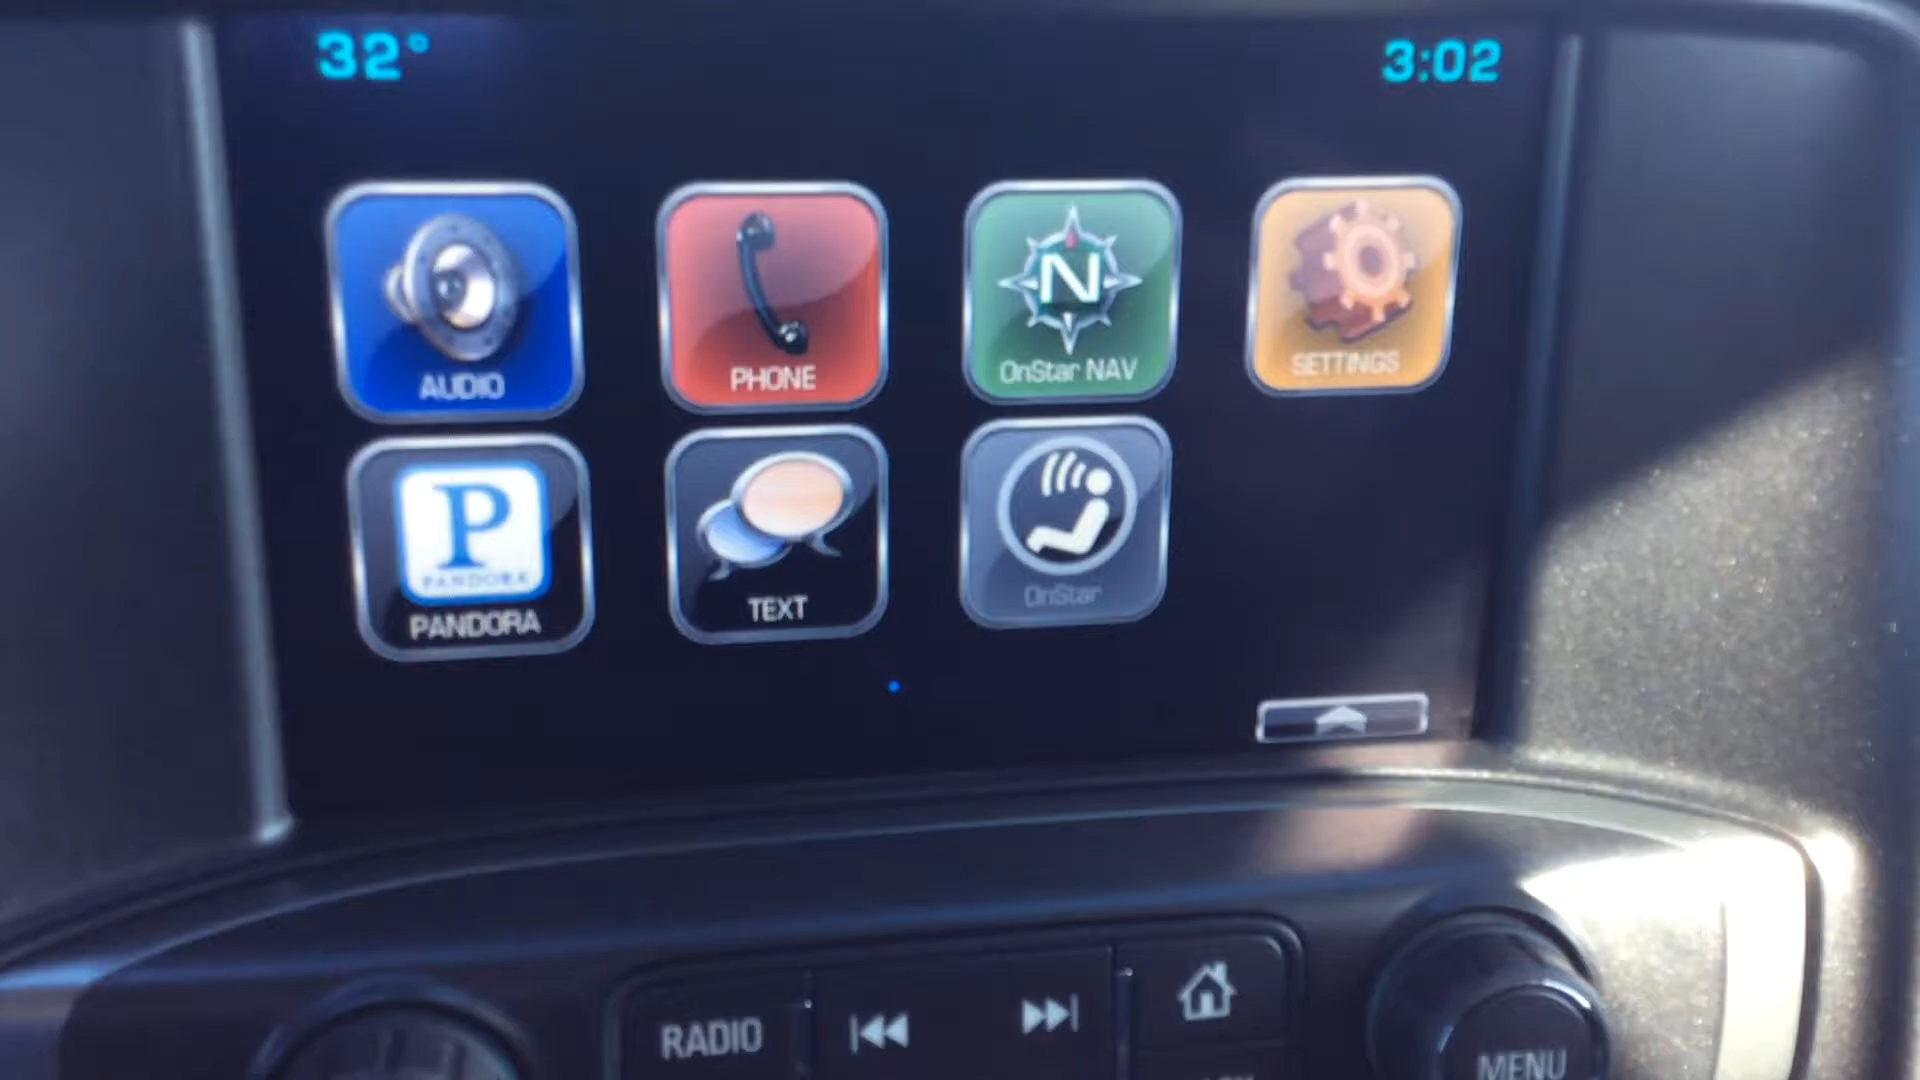 32°
3:02
AUDIO
PHONE
N
OnStar NAV
SETTINGS
P
PANDORA
PANDORA
TEXT
OnStar
RADIO
MENU